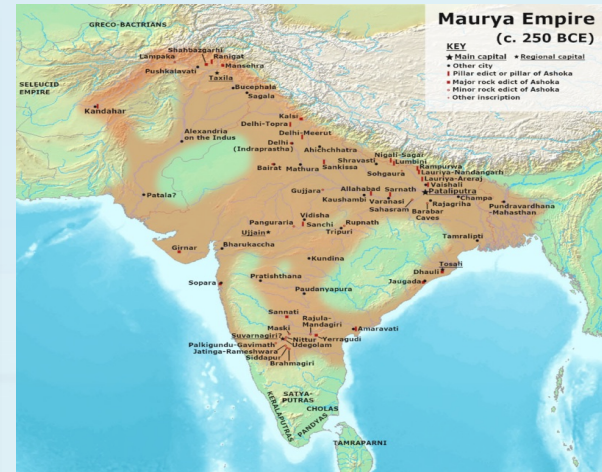 Maurya Empire
(c. 250 BCE)
KEY
Main capital
Regional capital
Other city
Pillar edict or pillar of Ashoka
Major rock edict of Ashoka
Minor rock edict of Ashoka
Other inscription
GRECO-BACTRIANS
Shahbazgarhi
Lampaka
Ranigat
Mansehra
Pushkalavati
Taxila
SELEUCID
EMPIRE
Bucephala
Sagala
Kandahar
Kalsi
Delhi-Topra
Alexandria
on the Indus
Delhi-Meerut
Delhi
(Indraprastha)
Ahichchhatra
Nigali-Sagar
Shravasti
Lumbini
Bairat
Mathura
Sankissa
Rampurwa
Sohgaura
Lauriya-Nandangarth
Lauriya-Areraj
Vaishali
Patala?
Gujjara
Allahabad
Sarnath
Pataliputra
Kaushambi
Varanasi
Champa
Rajagriha
Sahasram
Barabar
Caves
Pundravardhana
-Mahasthan
Vidisha
Panguraria
Sanchi
Rupnath
Tripuri
Ujjain
Tamralipti
Girnar
Bharukaccha
Kundina
Tosali
Dhauli
Sopara
Pratishthana
Jaugada
Paudanyapura
Sannati
Rajula-
Mandagiri
Maski
Amaravati
Suvarnagiri?
Nittur
Yerragudi
Palkigundu-Gavimath
Udegolam
Jatinga-Rameshwara
Siddapur
Brahmagiri
SATYA-
PUTRAS
CHOLAS
KERALAPUTRAS
PANDYAS
TAMRAPARNI